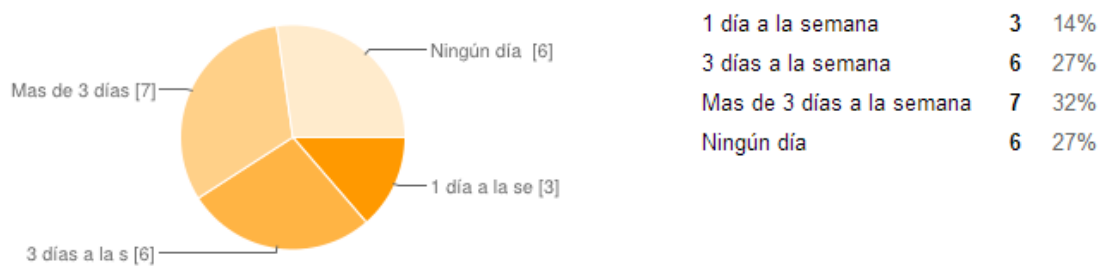 Ningún día [6]
Mas de 3 días [7]
1 día a la se [3]
3 días a la s [6]
1 día a la semana 3 14%
3 días a la semana 6 27%
Mas de 3 días a la semana 7 32%
Ningún día 6 27%